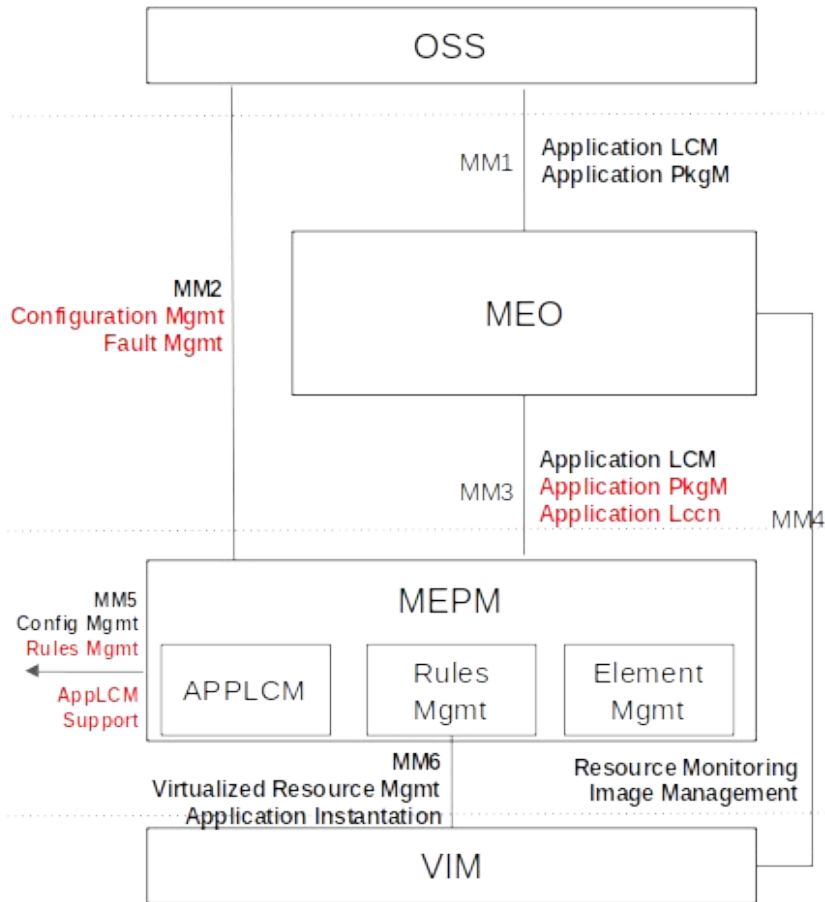 OSS
MM1
Application LCM
Application PkgM
MEO
MM2
Configuration Mgmt
Fault Mgmt
MM3
Application LCM
Application PkgM
Application Lccn
MM4
MEPM
MM5
Config Mgmt
Rules Mgmt
AppLCM
Support
APPLCM
Rules
Mgmt
Element
Mgmt
MM6
Virtualized Resource Mgmt
Application Instantation
Resource Monitoring
Image Management
VIM